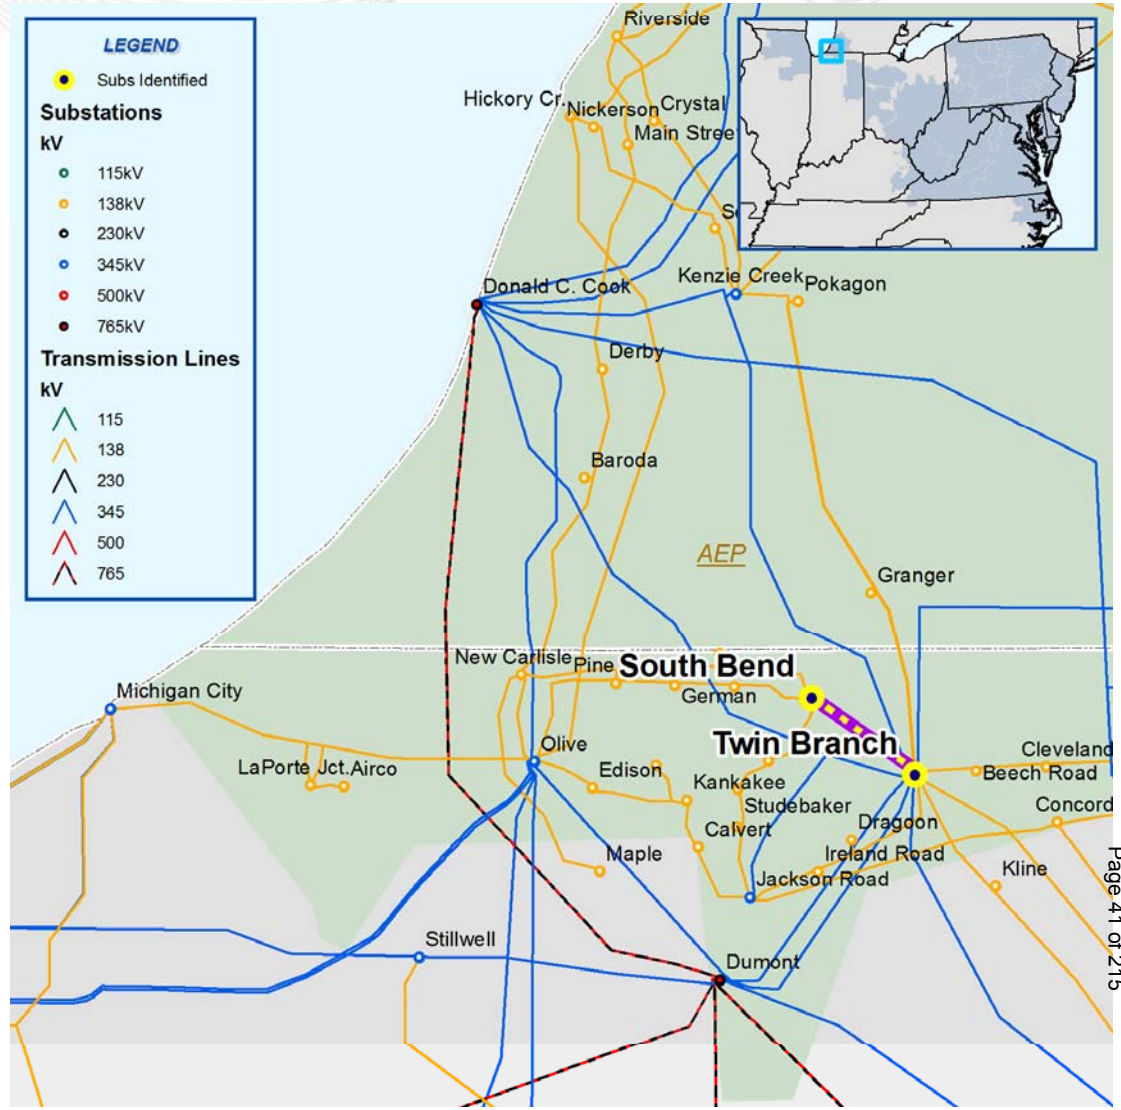 LEGEND
Subs Identified
Substations
kV
115kV
138kV
230kV
345kV
500kV
765kV
Transmission Lines
kV
115
138
230
345
500
765
Riverside
Hickory Cr.
Nickerson
Crystal
Main Stree
Donald C. Cook
Kenzie Creek
Pokagon
Derby
Baroda
AEP
Granger
New Carlisle
Pine
South Bend
German
Michigan City
Twin Branch
Olive
Cleveland
LaPorte Jct.
Airco
Edison
Kankakee
Beech Road
Studebaker
Concord
Calvert
Dragoon
Maple
Ireland Road
Jackson Road
Kline
Stillwell
Dumont
Page 41 of 215